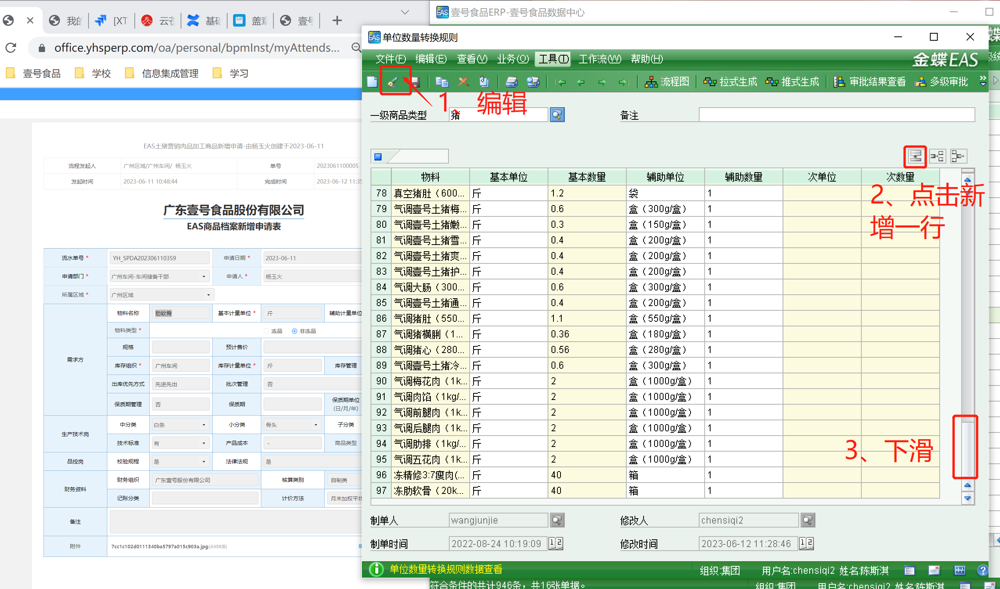 我的
[XT
云苍
基础
盖章
壹号
office.yhsperp.com/oa/personal/bpmInst/myAttends...
壹号食品
学校
信息集成管理
学习
EAS土猪营销肉品加工商品新增申请-由杨玉火创建于2023-06-11
流程发起人 广州区域/广州车间/ 杨玉火 单号 2023061100005
发起时间 2023-06-11 10:48:44 完成时间 2023-06-12 11:35
广东壹号食品股份有限公司
EAS商品档案新增申请表
流水单号 * YH_SPDA202306110359 申请日期 * 2023-06-11
申请部门 * 广州车间-车间储备干部 申请人 * 杨玉火
所属区域 * 广州区域
需求方
物料名称 肋软骨 基本计量单位 * 斤 辅助计量单位
物料类型 * 冻品 非冻品
规格 预计售价
库存组织 * 广州车间 库存计量单位 * 斤 库存管理
出库优先方式 先进先出 批次管理 否
保质期管理 否 保质期 保质期单位
(日/月/年)
生产技术岗
中分类 白条 小分类 骨头 子分类
技术标准 有 产品成本 - 商品类型
品控岗 校验规程 是 法律法规 是
财务资料
财务组织 广东壹号股份有限公司 核算类别 自制类
记账分类 计价方法 月末加权平均
备注
附件 7cc1c102d0111340ba5797a015c903a.jpg(445KB)
EAS 壹号食品ERP-壹号食品数据中心
EAS 单位数量转换规则
文件(F) 编辑(E) 查看(V) 业务(O) 工具(T) 工作流(W) 帮助(H)
金蝶EAS
流程图 拉式生成 推式生成 审批结果查看 多级审批
1、编辑
一级商品类型 猪 备注
物料 基本单位 基本数量 辅助单位 辅助数量 次单位 次数量
78 真空猪肚（600... 斤 1.2 袋 1
79 气调壹号土猪梅... 斤 0.6 盒（300g/盒） 1
80 气调壹号土猪嫩... 斤 0.3 盒（150g/盒） 1
81 气调壹号土猪雪... 斤 0.4 盒（200g/盒） 1
82 气调壹号土猪爽... 斤 0.4 盒（200g/盒） 1
83 气调壹号土猪护... 斤 0.4 盒（200g/盒） 1
84 气调大肠（300... 斤 0.6 盒（300g/盒） 1
85 气调壹号土猪通... 斤 0.4 盒（200g/盒） 1
86 气调猪肚（550... 斤 1.1 盒（550g/盒） 1
87 气调猪横脷（1... 斤 0.36 盒（180g/盒） 1
88 气调猪心（280... 斤 0.56 盒（280g/盒） 1
89 气调壹号土猪冷... 斤 0.6 盒（300g/盒） 1
90 气调梅花肉（1k... 斤 2 盒（1000g/盒） 1
91 气调肉馅（1kg/... 斤 2 盒（1000g/盒） 1
92 气调前腿肉（1k... 斤 2 盒（1000g/盒） 1
93 气调后腿肉（1k... 斤 2 盒（1000g/盒） 1
94 气调肋排（1kg/... 斤 2 盒（1000g/盒） 1
95 气调五花肉（1k... 斤 2 盒（1000g/盒） 1
96 冻精修3:7瘦肉(... 斤 40 箱 1
97 冻肋软骨（20k... 斤 40 箱 1
2、点击新
增一行
3、下滑
制单人 wangjunjie 修改人 chensiqi2
制单时间 2022-08-24 10:19:09 修改时间 2023-06-12 11:28:46
单位数量转换规则数据查看 组织:集团 用户名:chensiqi2 姓名:陈斯淇
符合条件的共计946条，共16张单据。 组织:集团 用户名:chensiqi2 姓名:陈斯淇